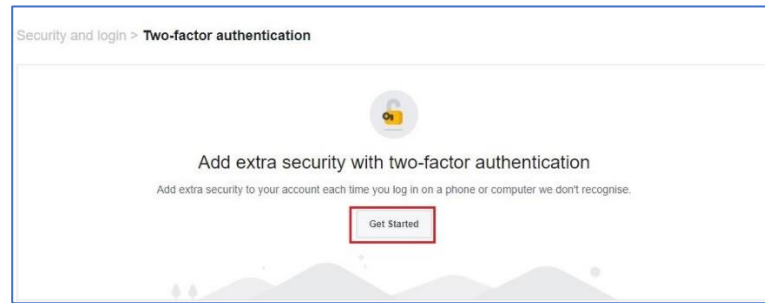 Security and login > Two-factor authentication
Add extra security with two-factor authentication
Add extra security to your account each time you log in on a phone or computer we don't recognise.
Get Started